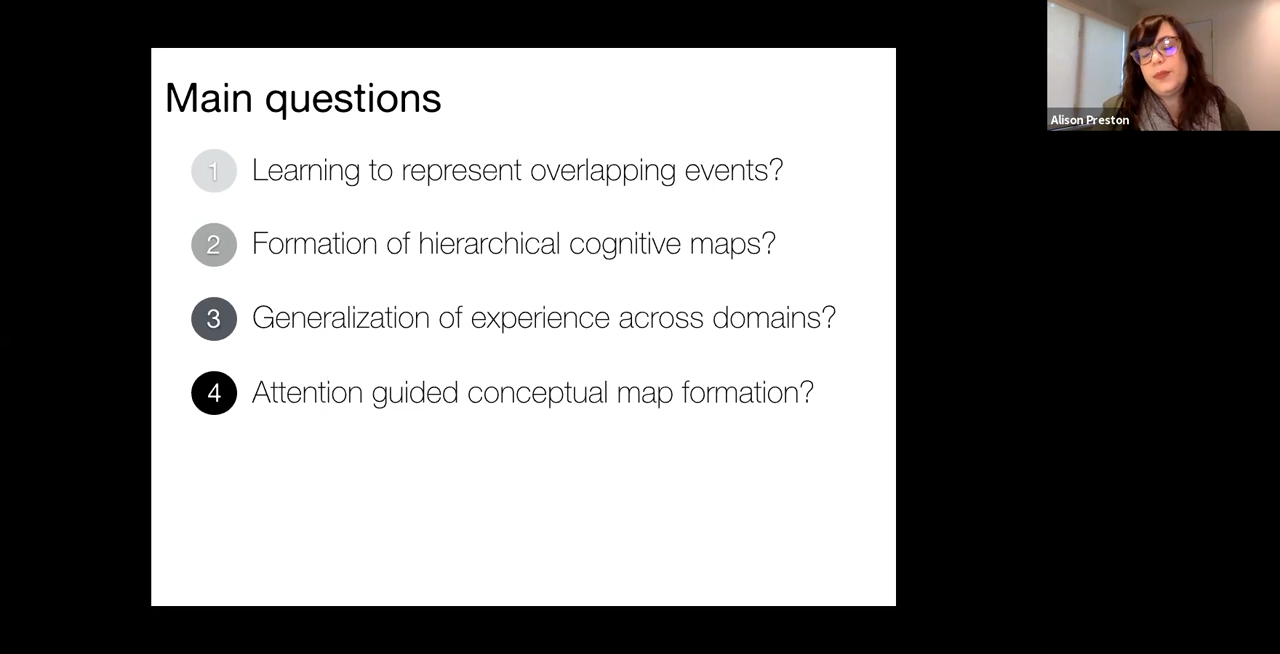 Main questions
1 Learning to represent overlapping events?
2 Formation of hierarchical cognitive maps?
3 Generalization of experience across domains?
4 Attention guided conceptual map formation?
Alison Preston